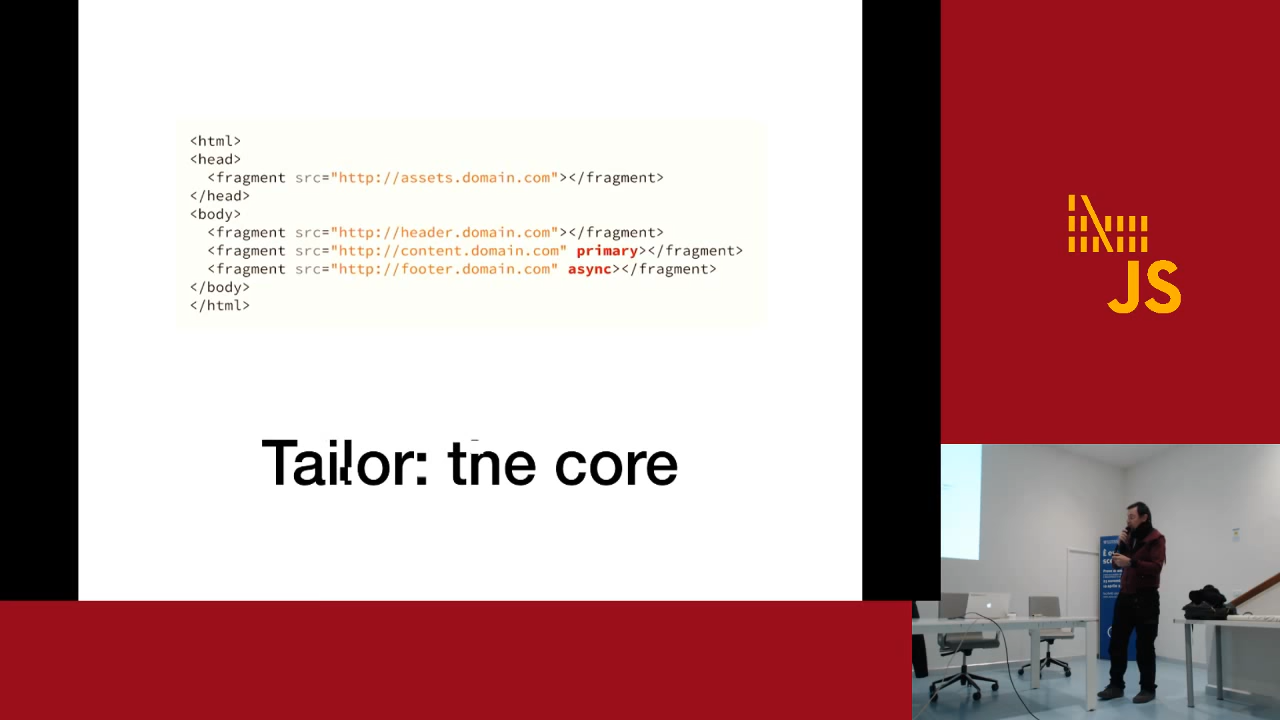 <html>
<head>
  <fragment src="http://assets.domain.com"></fragment>
</head>
<body>
  <fragment src="http://header.domain.com"></fragment>
  <fragment src="http://content.domain.com" primary></fragment>
  <fragment src="http://footer.domain.com" async></fragment>
</body>
</html>
Tailor: the core
JS